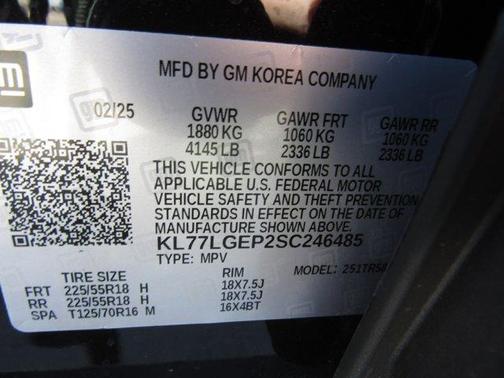 gm
MFD BY GM KOREA COMPANY
02/25 GVWR GAWR FRT GAWR RR
1880 KG 1060 KG 1060 KG
4145 LB 2336 LB 2336 LB
THIS VEHICLE CONFORMS TO ALL
APPLICABLE U.S. FEDERAL MOTOR
VEHICLE SAFETY AND THEFT PREVENTION
STANDARDS IN EFFECT ON THE DATE OF
MANUFACTURE SHOWN ABOVE.
KL77LGEP2SC246485
TYPE: MPV MODEL: 251TR58
TIRE SIZE RIM
FRT 225/55R18 H 18X7.5J
RR 225/55R18 H 18X7.5J
SPA T125/70R16 M 16X4BT